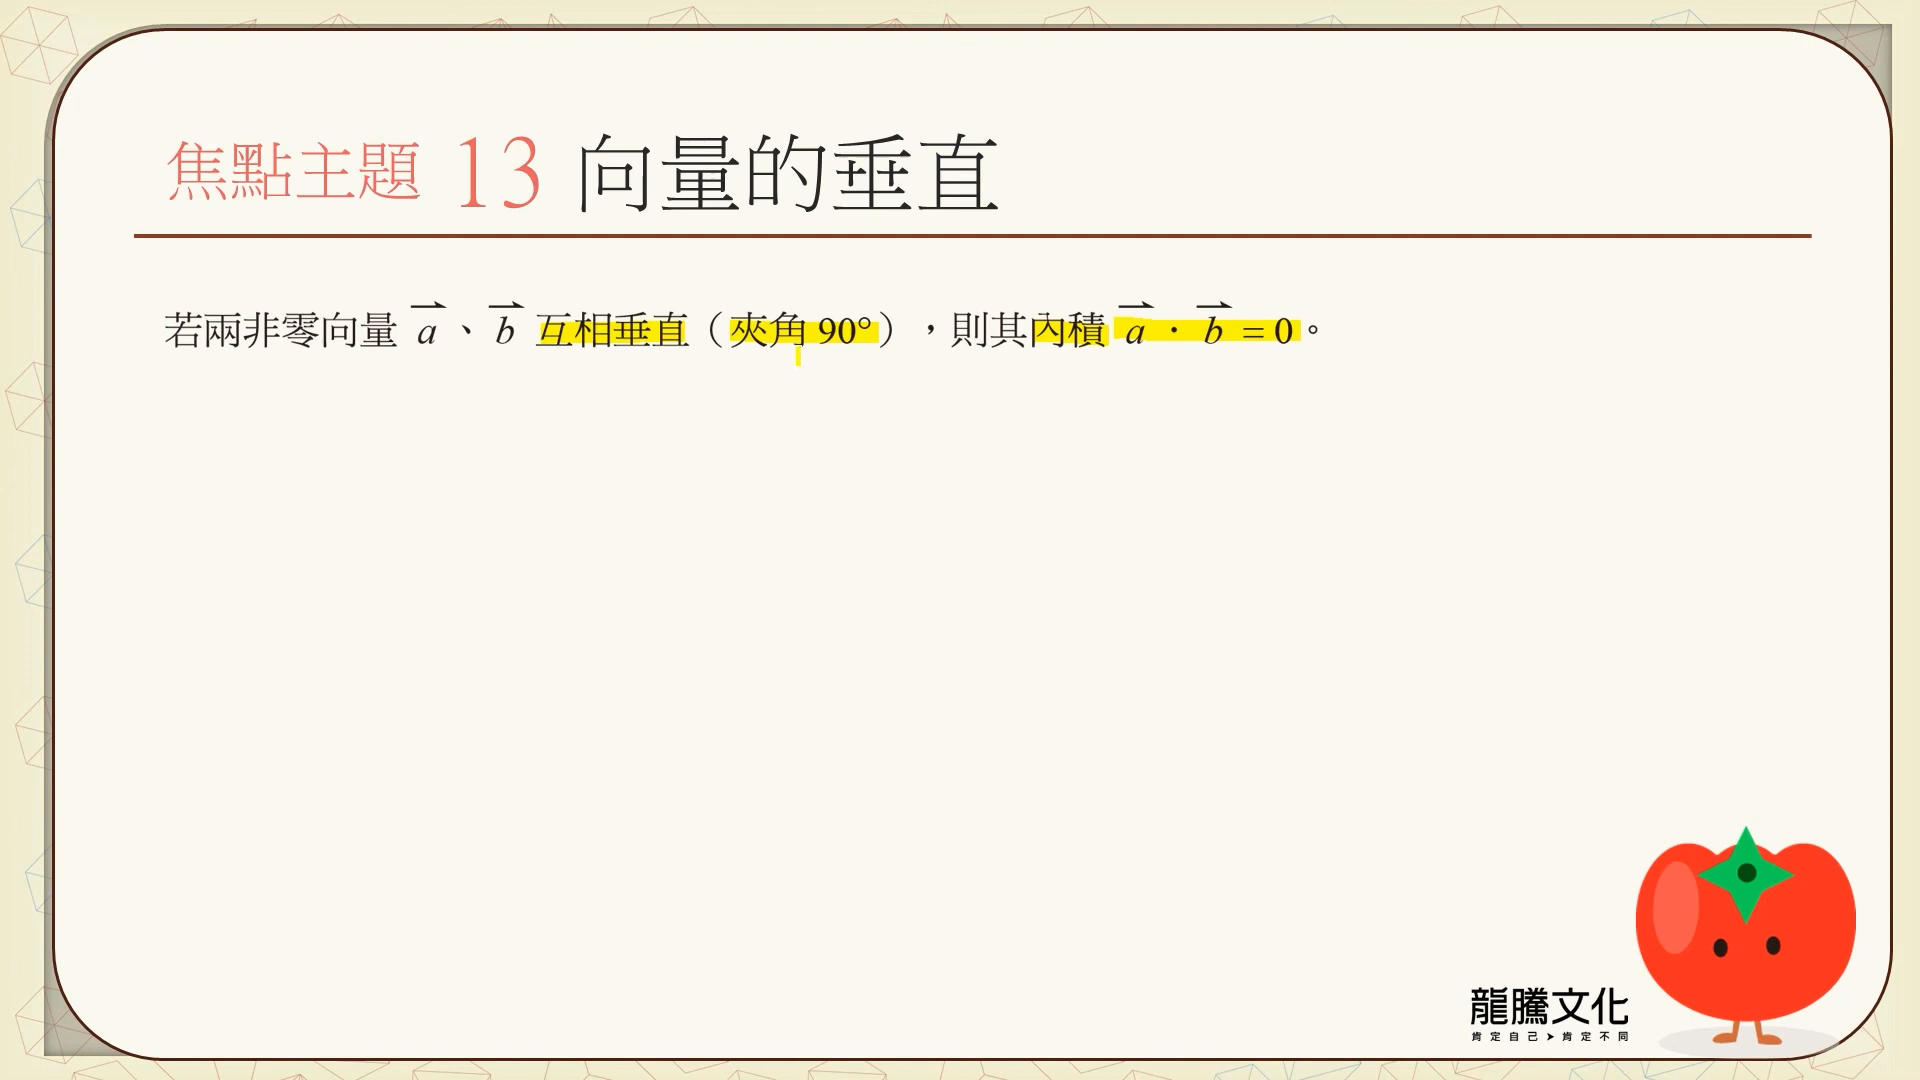 焦點主題 13 向量的垂直
若兩非零向量 a⃗、b⃗ 互相垂直(夾角 90°),則其內積 a⃗・b⃗ = 0。
龍騰文化
肯定自己➤肯定不同